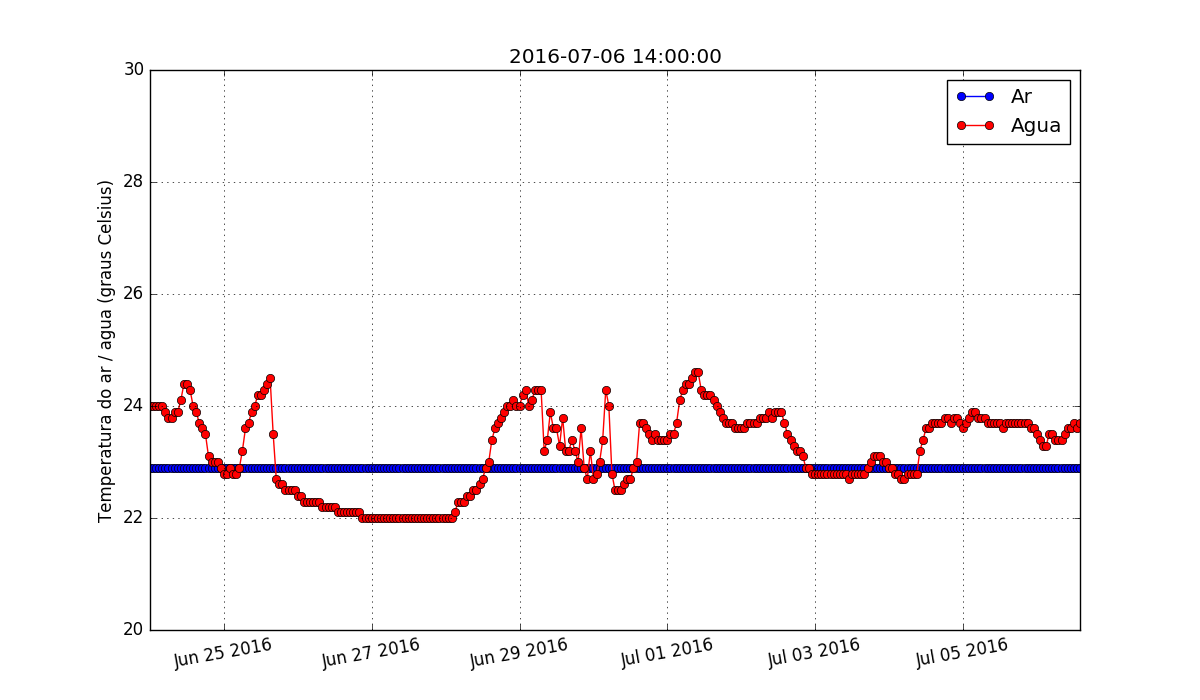 2016-07-06 14:00:00
Temperatura do ar / agua (graus Celsius)
30
28
26
24
22
20
Ar
Agua
Jun 25 2016
Jun 27 2016
Jun 29 2016
Jul 01 2016
Jul 03 2016
Jul 05 2016